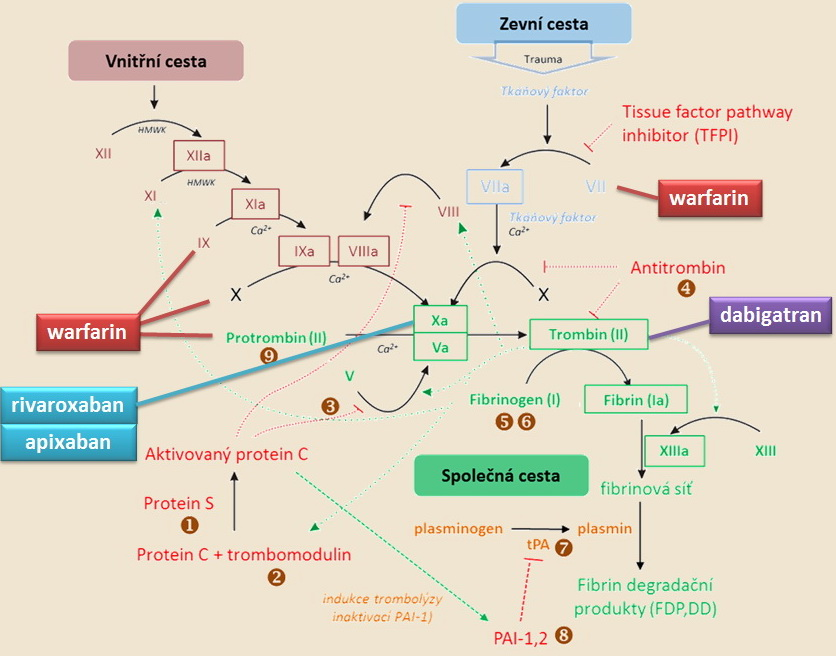 Zevní cesta
Vnitřní cesta
Trauma
Tkaňový faktor
HMWK
XII
XIIa
Tissue factor pathway
inhibitor (TFPI)
HMWK
XI
XIa
VIIa
VII
warfarin
VIII
Tkaňový faktor
Ca²⁺
Ca²⁺
IX
IXa
VIIIa
Ca²⁺
X
X
Antitrombin
4
warfarin
Protrombin (II)
9
Ca²⁺
Xa
Va
Trombin (II)
dabigatran
V
3
rivaroxaban
apixaban
Fibrinogen (I)
5 6
Fibrin (Ia)
XIIIa
XIII
Aktivovaný protein C
Společná cesta
fibrinová síť
Protein S
1
plasminogen
plasmin
tPA
7
Protein C + trombomodulin
2
Fibrin degradační
produkty (FDP,DD)
indukce trombolýzy
inaktivací PAI-1)
PAI-1,2
8